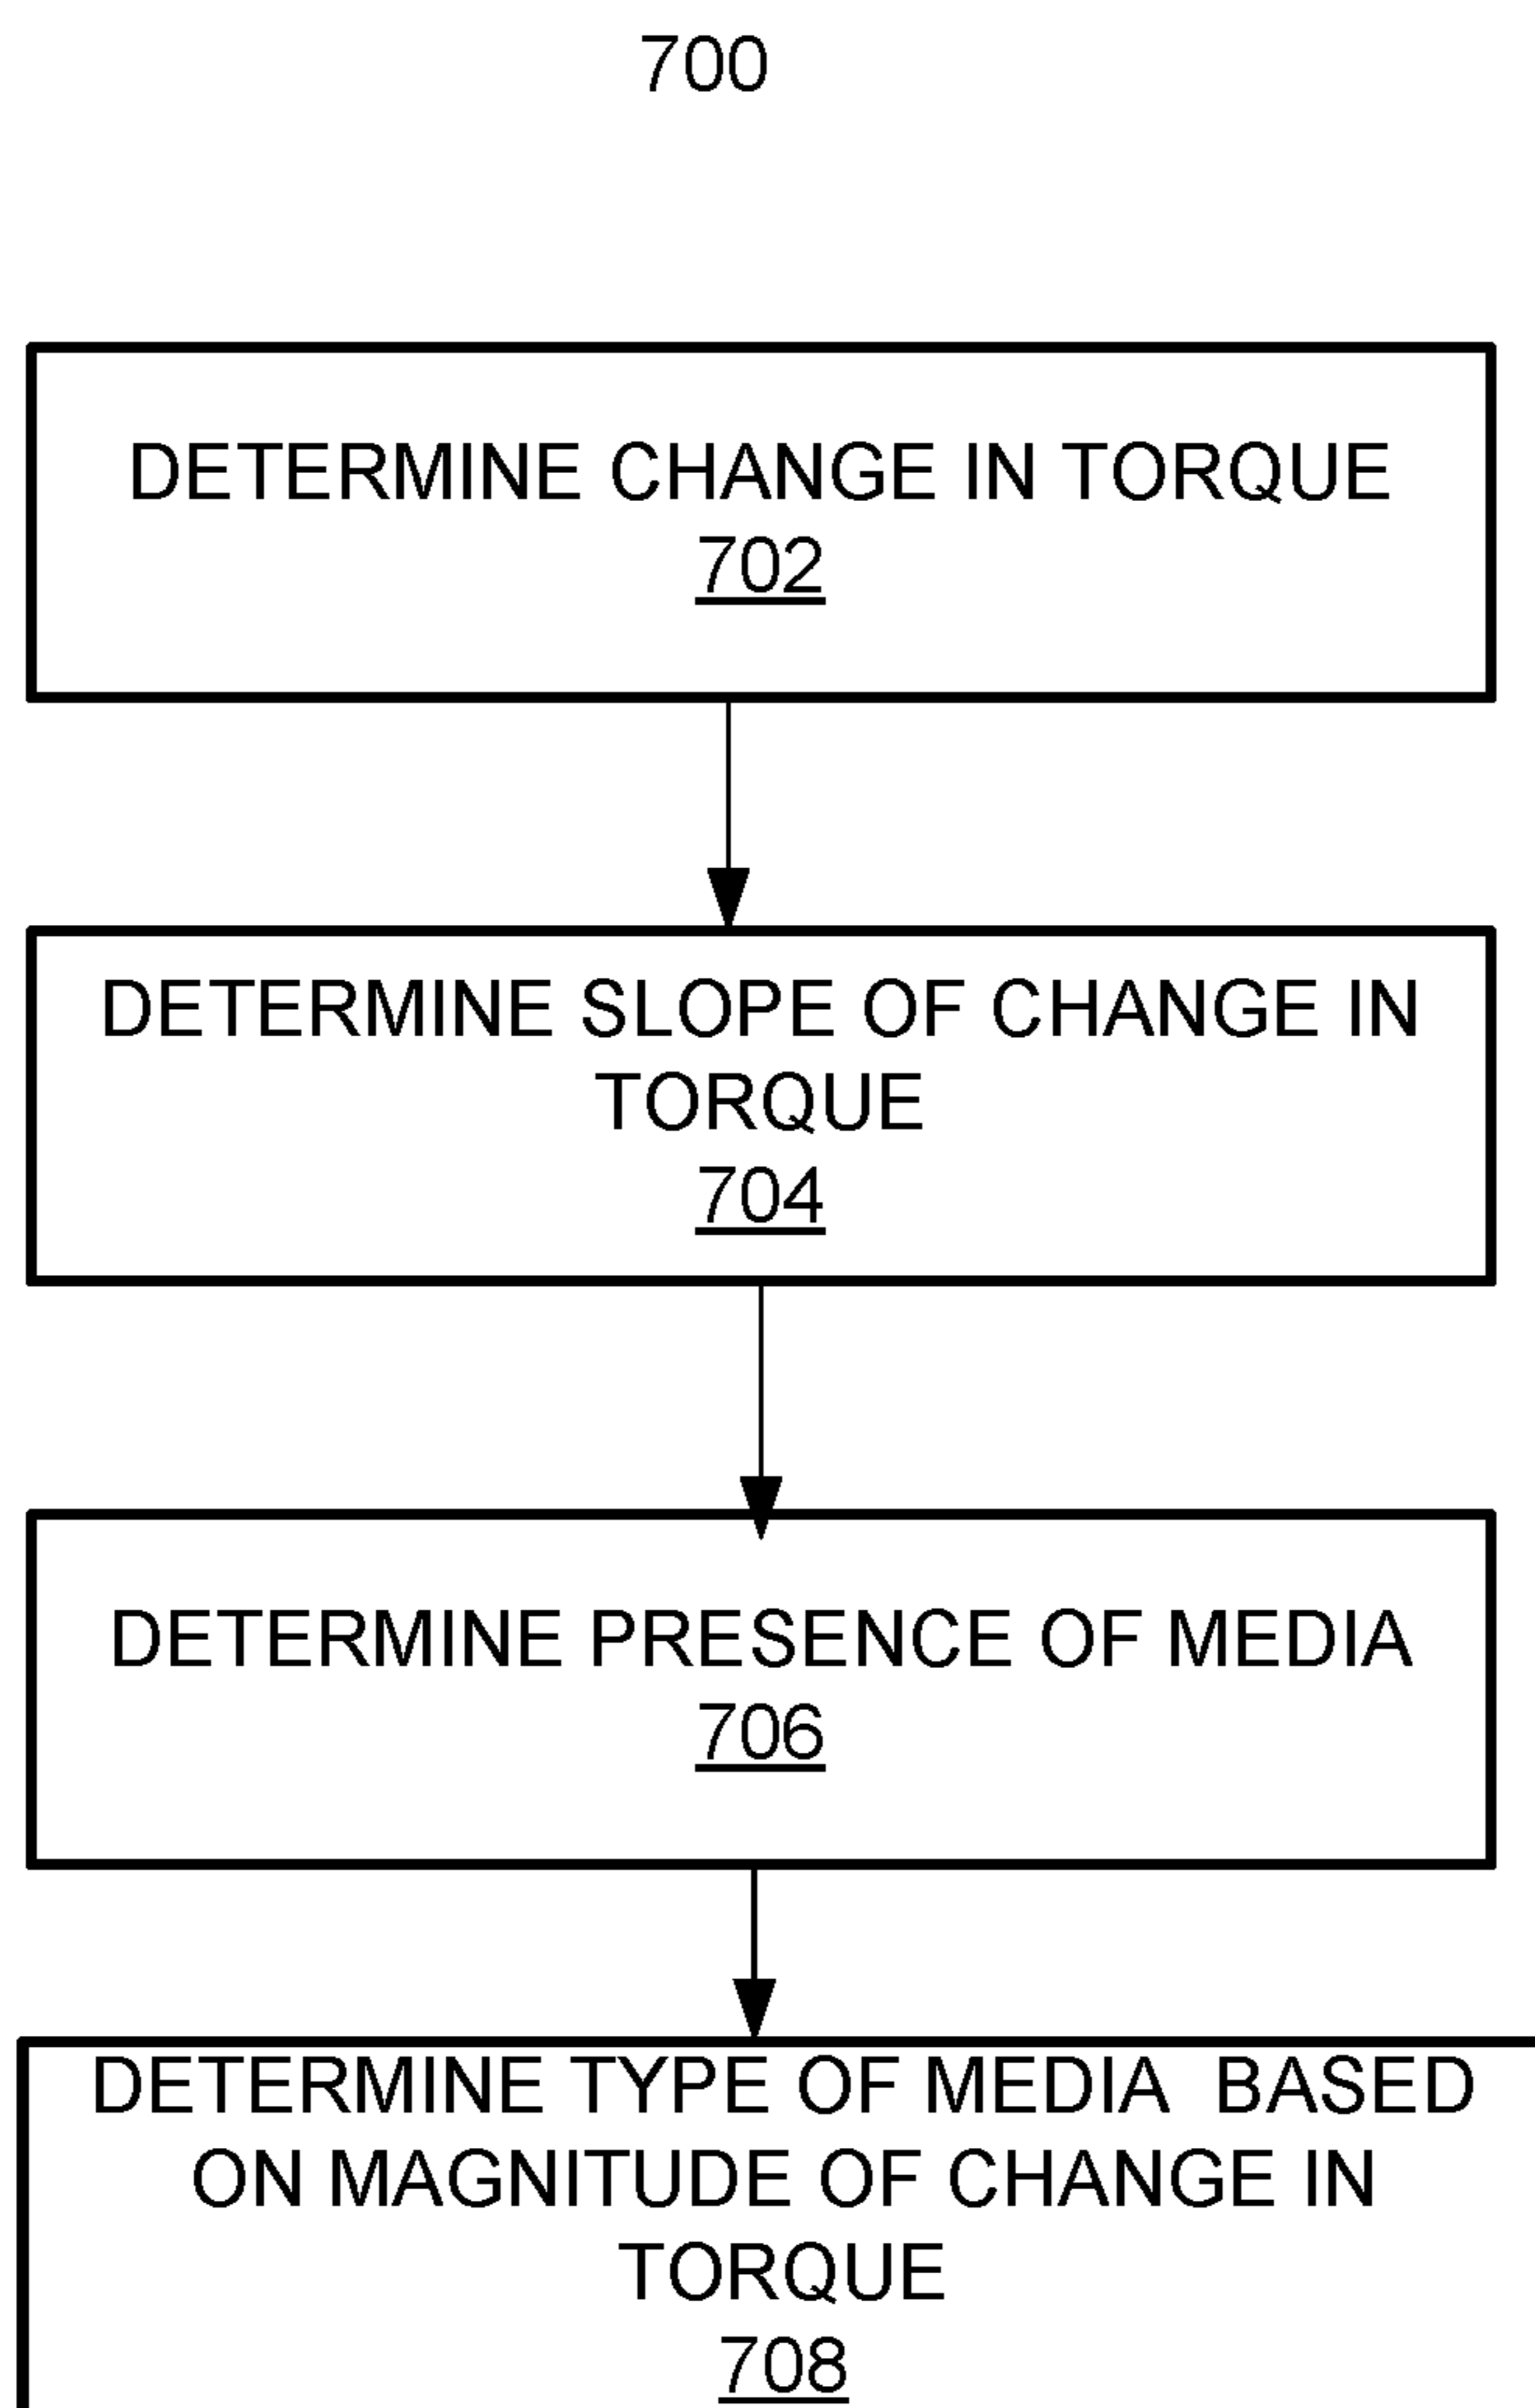 700
DETERMINE CHANGE IN TORQUE
702
DETERMINE SLOPE OF CHANGE IN
TORQUE
704
DETERMINE PRESENCE OF MEDIA
706
DETERMINE TYPE OF MEDIA BASED
ON MAGNITUDE OF CHANGE IN
TORQUE
708